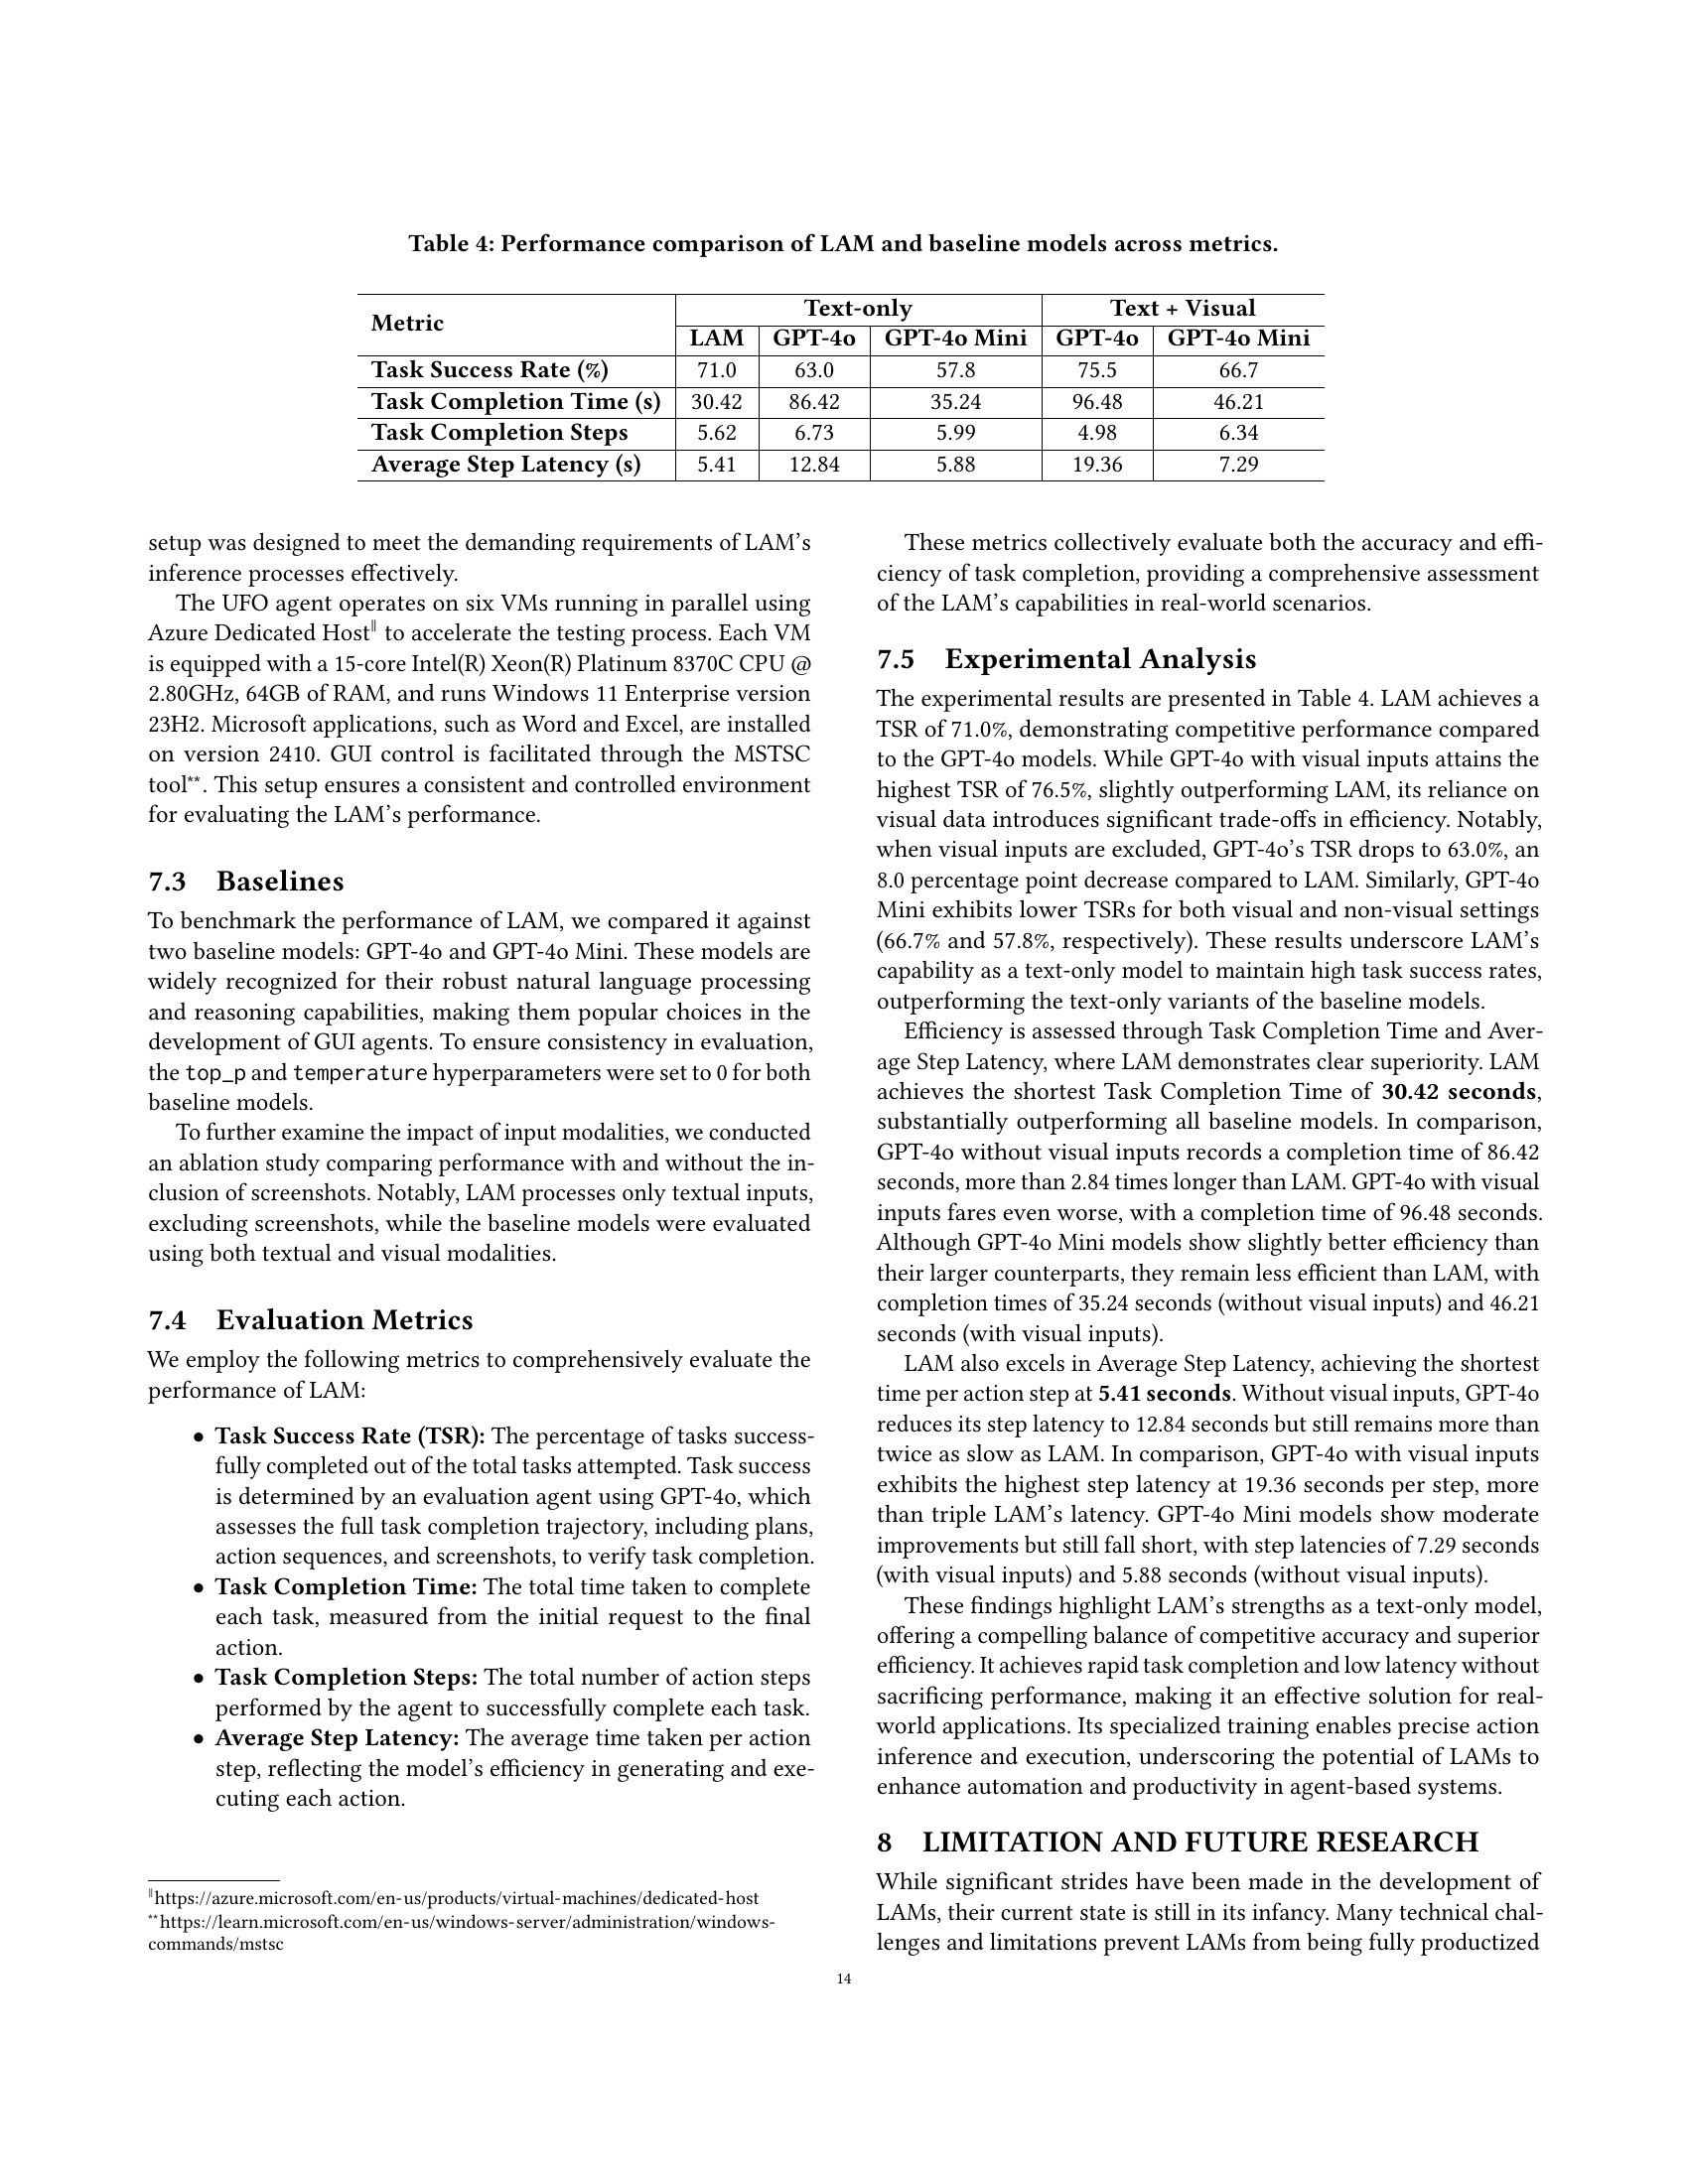 Table 4: Performance comparison of LAM and baseline models across metrics.
Metric Text-only Text + Visual
LAM GPT-4o GPT-4o Mini GPT-4o GPT-4o Mini
Task Success Rate (%) 71.0 63.0 57.8 75.5 66.7
Task Completion Time (s) 30.42 86.42 35.24 96.48 46.21
Task Completion Steps 5.62 6.73 5.99 4.98 6.34
Average Step Latency (s) 5.41 12.84 5.88 19.36 7.29
setup was designed to meet the demanding requirements of LAM's
inference processes effectively.
The UFO agent operates on six VMs running in parallel using
Azure Dedicated Host∥ to accelerate the testing process. Each VM
is equipped with a 15-core Intel(R) Xeon(R) Platinum 8370C CPU @
2.80GHz, 64GB of RAM, and runs Windows 11 Enterprise version
23H2. Microsoft applications, such as Word and Excel, are installed
on version 2410. GUI control is facilitated through the MSTSC
tool**. This setup ensures a consistent and controlled environment
for evaluating the LAM's performance.
7.3 Baselines
To benchmark the performance of LAM, we compared it against
two baseline models: GPT-4o and GPT-4o Mini. These models are
widely recognized for their robust natural language processing
and reasoning capabilities, making them popular choices in the
development of GUI agents. To ensure consistency in evaluation,
the top_p and temperature hyperparameters were set to 0 for both
baseline models.
To further examine the impact of input modalities, we conducted
an ablation study comparing performance with and without the in-
clusion of screenshots. Notably, LAM processes only textual inputs,
excluding screenshots, while the baseline models were evaluated
using both textual and visual modalities.
7.4 Evaluation Metrics
We employ the following metrics to comprehensively evaluate the
performance of LAM:
• Task Success Rate (TSR): The percentage of tasks success-
fully completed out of the total tasks attempted. Task success
is determined by an evaluation agent using GPT-4o, which
assesses the full task completion trajectory, including plans,
action sequences, and screenshots, to verify task completion.
• Task Completion Time: The total time taken to complete
each task, measured from the initial request to the final
action.
• Task Completion Steps: The total number of action steps
performed by the agent to successfully complete each task.
• Average Step Latency: The average time taken per action
step, reflecting the model's efficiency in generating and exe-
cuting each action.
∥https://azure.microsoft.com/en-us/products/virtual-machines/dedicated-host
**https://learn.microsoft.com/en-us/windows-server/administration/windows-
commands/mstsc
These metrics collectively evaluate both the accuracy and effi-
ciency of task completion, providing a comprehensive assessment
of the LAM's capabilities in real-world scenarios.
7.5 Experimental Analysis
The experimental results are presented in Table 4. LAM achieves a
TSR of 71.0%, demonstrating competitive performance compared
to the GPT-4o models. While GPT-4o with visual inputs attains the
highest TSR of 76.5%, slightly outperforming LAM, its reliance on
visual data introduces significant trade-offs in efficiency. Notably,
when visual inputs are excluded, GPT-4o's TSR drops to 63.0%, an
8.0 percentage point decrease compared to LAM. Similarly, GPT-4o
Mini exhibits lower TSRs for both visual and non-visual settings
(66.7% and 57.8%, respectively). These results underscore LAM's
capability as a text-only model to maintain high task success rates,
outperforming the text-only variants of the baseline models.
Efficiency is assessed through Task Completion Time and Aver-
age Step Latency, where LAM demonstrates clear superiority. LAM
achieves the shortest Task Completion Time of 30.42 seconds,
substantially outperforming all baseline models. In comparison,
GPT-4o without visual inputs records a completion time of 86.42
seconds, more than 2.84 times longer than LAM. GPT-4o with visual
inputs fares even worse, with a completion time of 96.48 seconds.
Although GPT-4o Mini models show slightly better efficiency than
their larger counterparts, they remain less efficient than LAM, with
completion times of 35.24 seconds (without visual inputs) and 46.21
seconds (with visual inputs).
LAM also excels in Average Step Latency, achieving the shortest
time per action step at 5.41 seconds. Without visual inputs, GPT-4o
reduces its step latency to 12.84 seconds but still remains more than
twice as slow as LAM. In comparison, GPT-4o with visual inputs
exhibits the highest step latency at 19.36 seconds per step, more
than triple LAM's latency. GPT-4o Mini models show moderate
improvements but still fall short, with step latencies of 7.29 seconds
(with visual inputs) and 5.88 seconds (without visual inputs).
These findings highlight LAM's strengths as a text-only model,
offering a compelling balance of competitive accuracy and superior
efficiency. It achieves rapid task completion and low latency without
sacrificing performance, making it an effective solution for real-
world applications. Its specialized training enables precise action
inference and execution, underscoring the potential of LAMs to
enhance automation and productivity in agent-based systems.
8 LIMITATION AND FUTURE RESEARCH
While significant strides have been made in the development of
LAMs, their current state is still in its infancy. Many technical chal-
lenges and limitations prevent LAMs from being fully productized
14